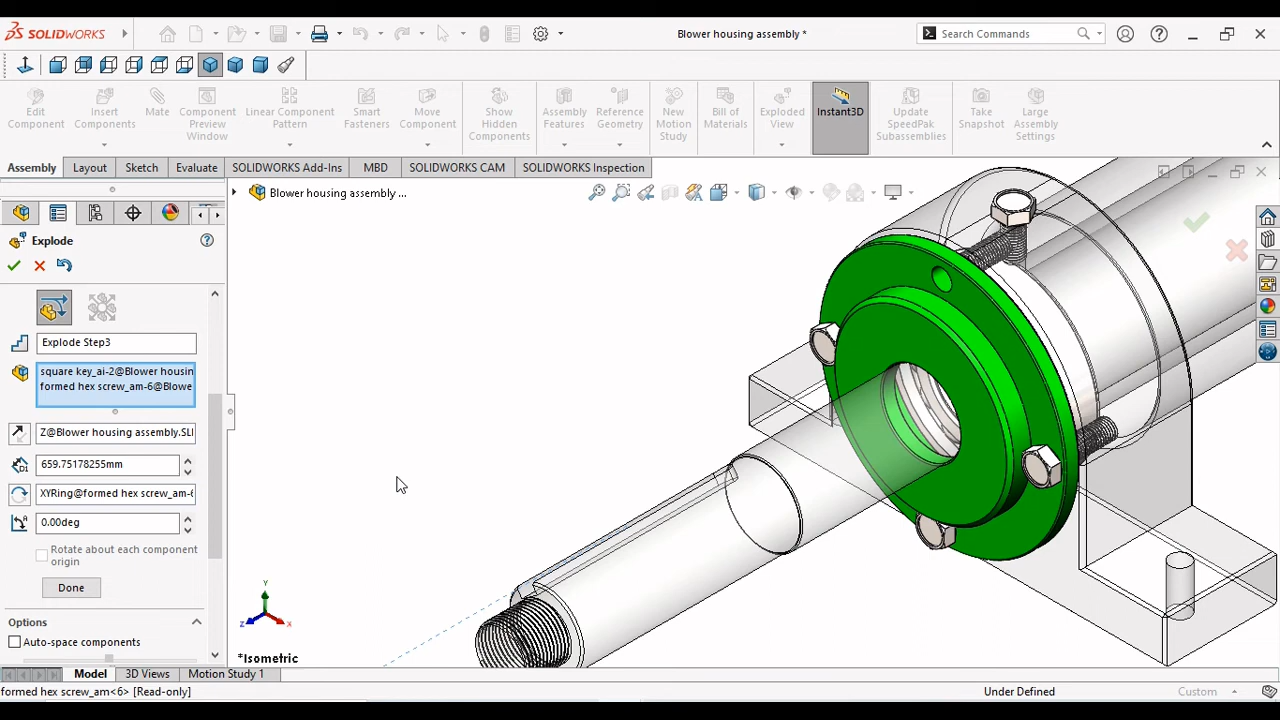 SOLIDWORKS
Blower housing assembly *
Search Commands
Edit
Component
Insert
Components
Mate
Component
Preview
Window
Linear Component
Pattern
Smart
Fasteners
Move
Component
Show
Hidden
Components
Assembly
Features
Reference
Geometry
New
Motion
Study
Bill of
Materials
Exploded
View
Instant3D
Update
SpeedPak
Subassemblies
Take
Snapshot
Large
Assembly
Settings
Assembly
Layout
Sketch
Evaluate
SOLIDWORKS Add-Ins
MBD
SOLIDWORKS CAM
SOLIDWORKS Inspection
Blower housing assembly ...
Explode
Explode Step3
square key_ai-2@Blower housin
formed hex screw_am-6@Blowe
Z@Blower housing assembly.SL
659.75178255mm
XYRing@formed hex screw_am-6
0.00deg
Rotate about each component
origin
Done
Options
Auto-space components
Y
Z
X
*Isometric
Model
3D Views
Motion Study 1
formed hex screw_am<6> [Read-only]
Under Defined
Custom